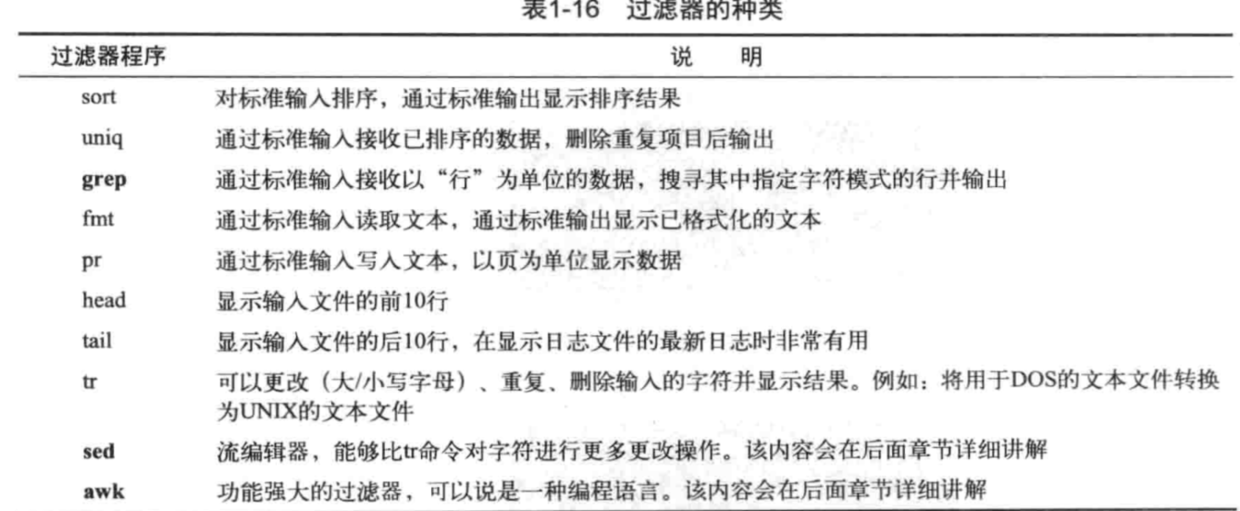 表1-16 过滤器的种类
过滤器程序 说 明
sort 对标准输入排序，通过标准输出显示排序结果
uniq 通过标准输入接收已排序的数据，删除重复项目后输出
grep 通过标准输入接收以“行”为单位的数据，搜寻其中指定字符模式的行并输出
fmt 通过标准输入读取文本，通过标准输出显示已格式化的文本
pr 通过标准输入写入文本，以页为单位显示数据
head 显示输入文件的前10行
tail 显示输入文件的后10行，在显示日志文件的最新日志时非常有用
tr 可以更改（大/小写字母）、重复、删除输入的字符并显示结果。例如：将用于DOS的文本文件转换
为UNIX的文本文件
sed 流编辑器，能够比tr命令对字符进行更多更改操作。该内容会在后面章节详细讲解
awk 功能强大的过滤器，可以说是一种编程语言。该内容会在后面章节详细讲解